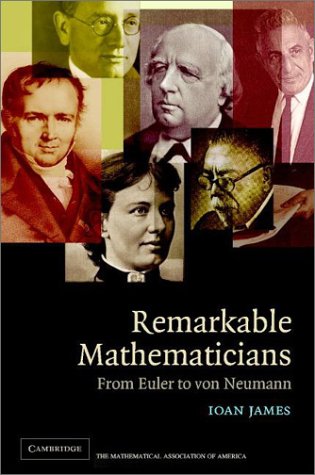 Remarkable
Mathematicians
From Euler to von Neumann
IOAN JAMES
CAMBRIDGE
THE MATHEMATICAL ASSOCIATION OF AMERICA